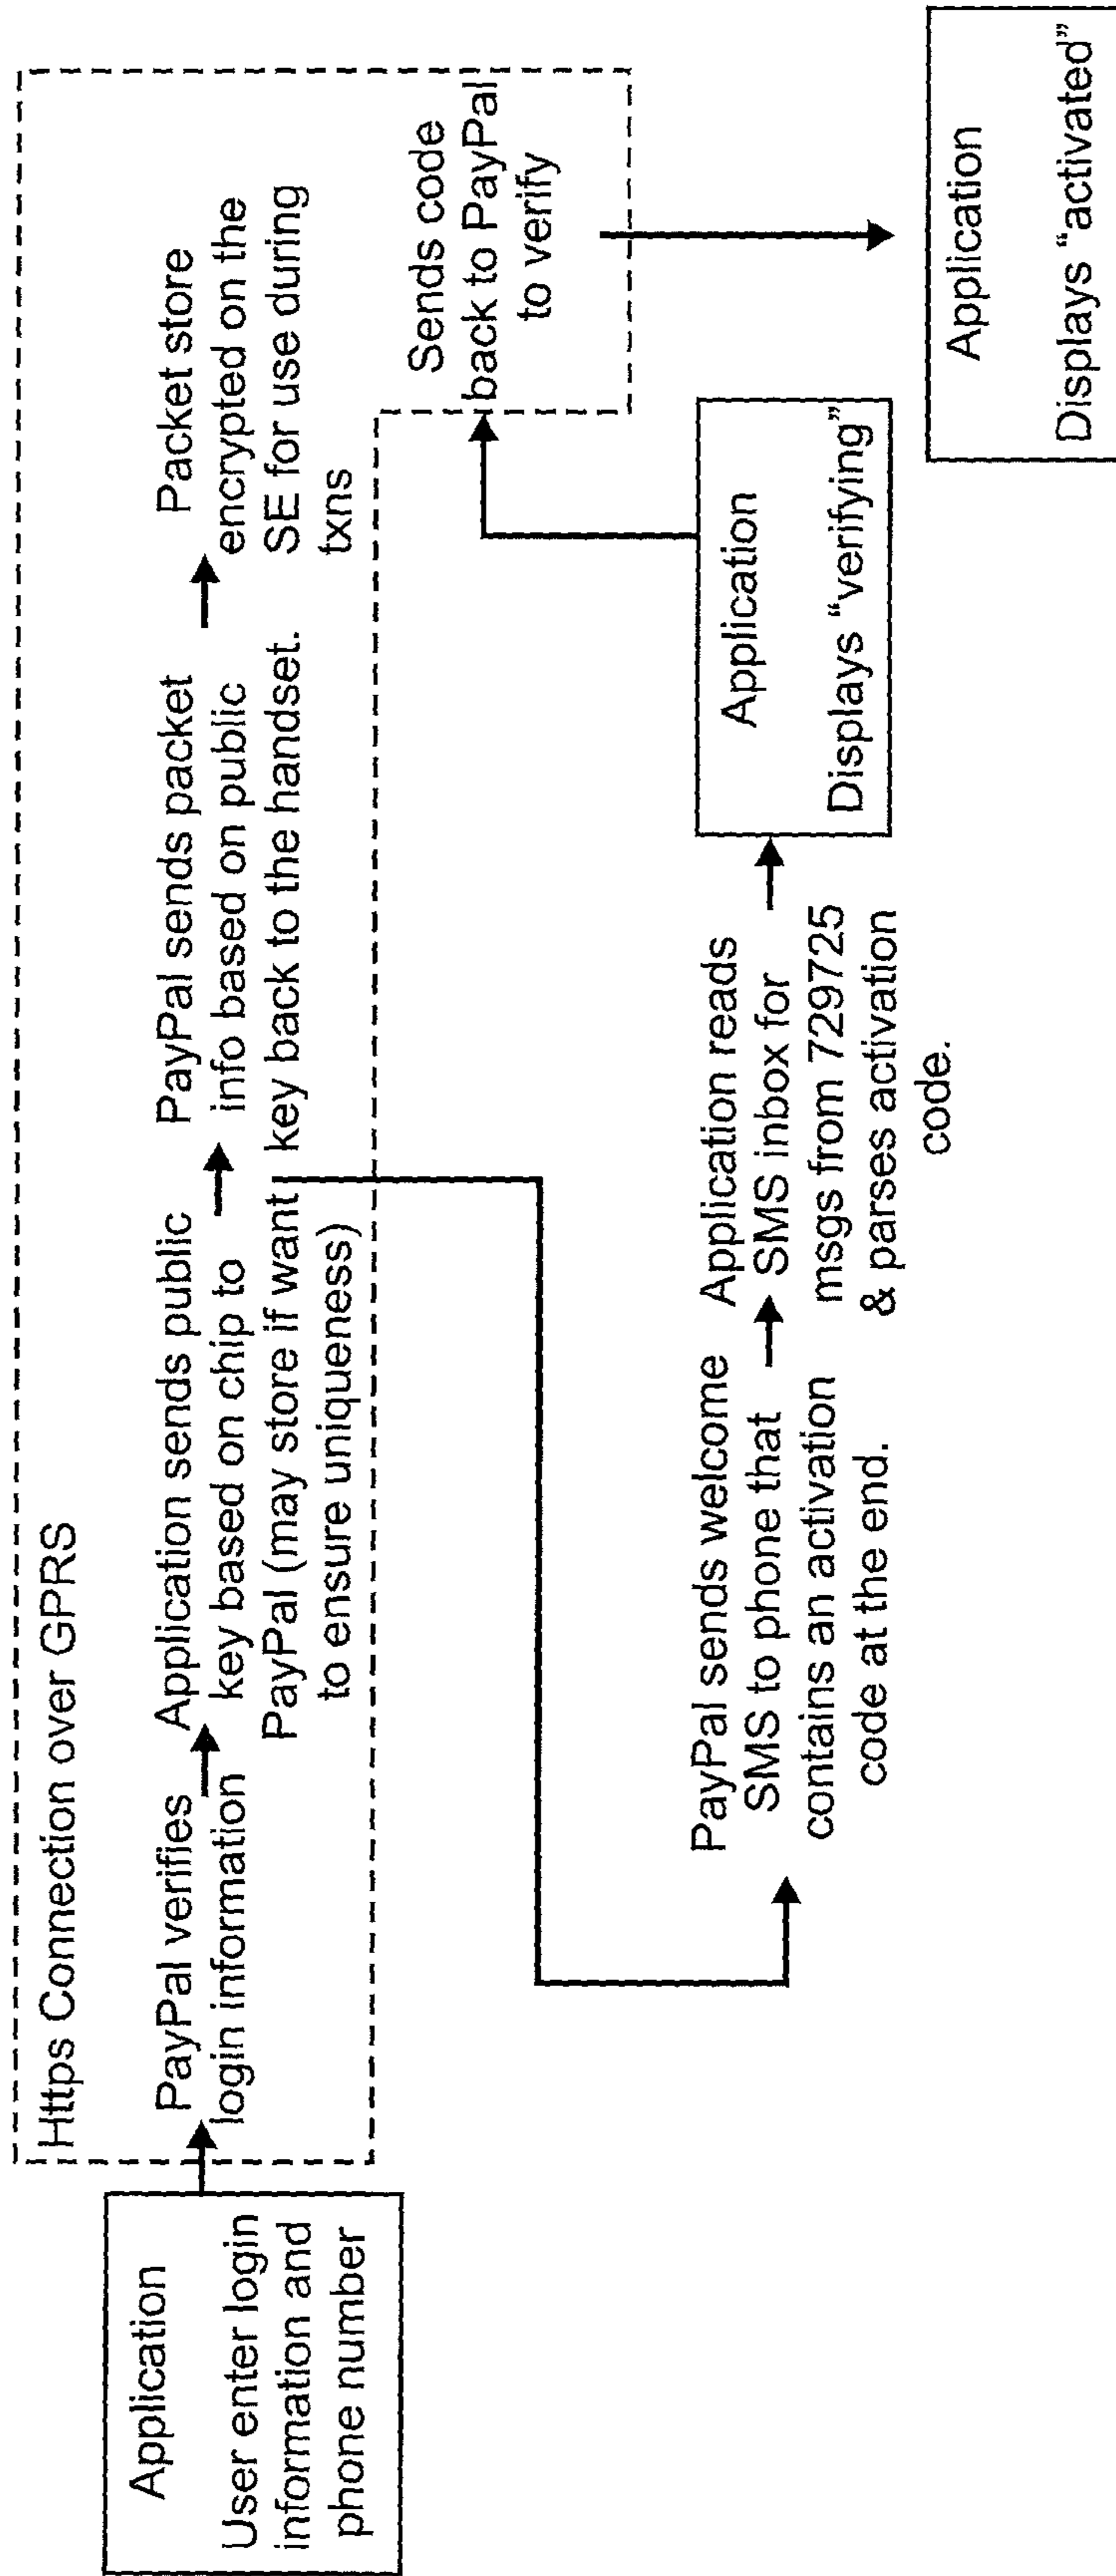 Https Connection over GPRS
Application
User enter login
information and
phone number
PayPal verifies
login information
Application sends public
key based on chip to
PayPal (may store if want
to ensure uniqueness)
PayPal sends packet
info based on public
key back to the handset.
Packet store
encrypted on the
SE for use during
txns
PayPal sends welcome
SMS to phone that
contains an activation
code at the end.
Application reads
SMS inbox for
msgs from 729725
& parses activation
code.
Application
Displays “verifying”
Sends code
back to PayPal
to verify
Application
Displays “activated”